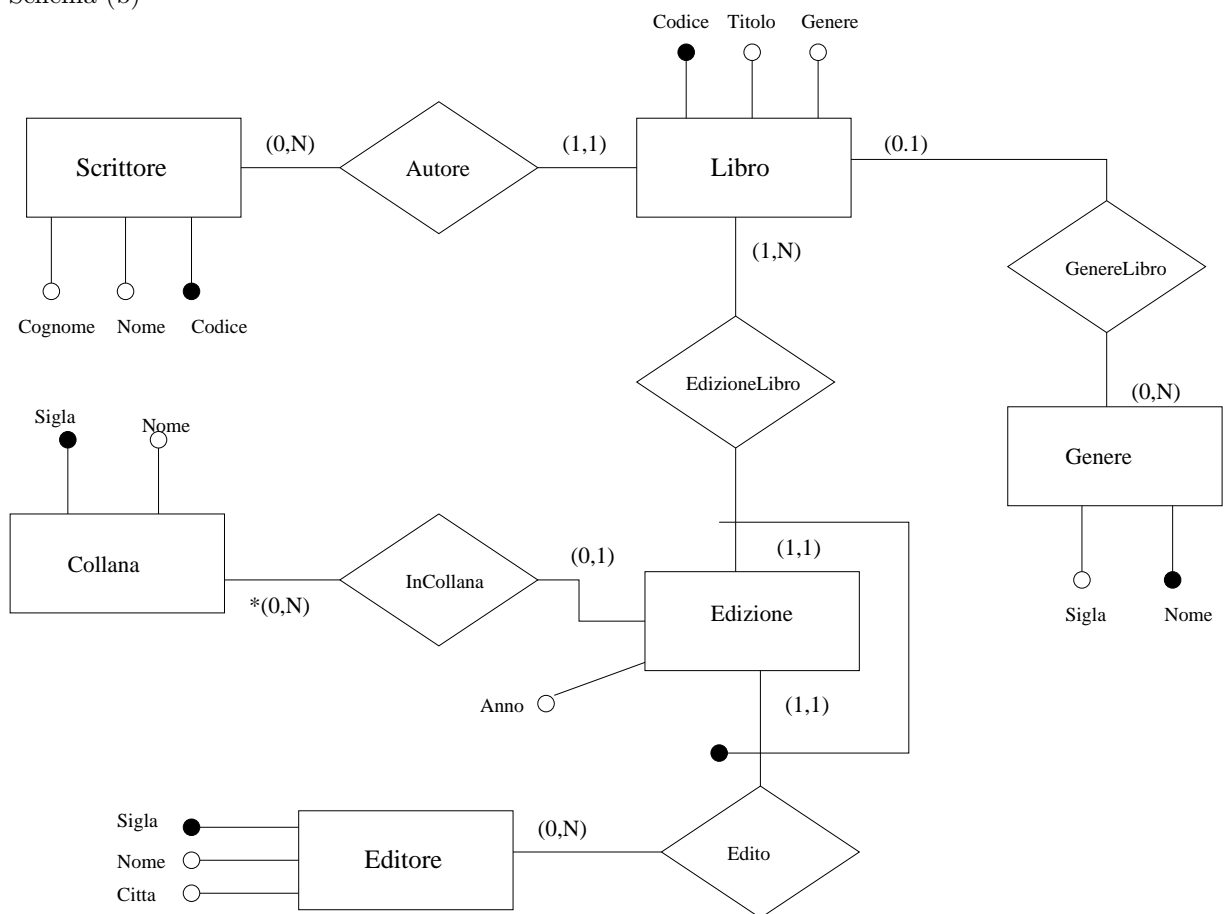 Schema (b)
Codice Titolo Genere
(0,N) (1,1) (0.1)
Scrittore Autore Libro
(1,N)
GenereLibro
Cognome Nome Codice
EdizioneLibro
(0,N)
Sigla Nome
Genere
(0,1) (1,1)
Collana InCollana
*(0,N)
Edizione
Sigla Nome
Anno (1,1)
Sigla (0,N)
Nome Editore Edito
Citta